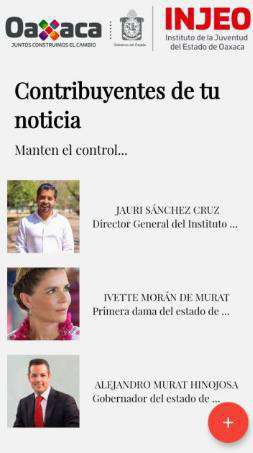 Oaxaca
JUNTOS CONSTRUIMOS EL CAMBIO
Gobierno del Estado
INJEO
Instituto de la Juventud
del Estado de Oaxaca
Contribuyentes de tu
noticia
Manten el control...
JAURI SÁNCHEZ CRUZ
Director General del Instituto ...
IVETTE MORÁN DE MURAT
Primera dama del estado de ...
ALEJANDRO MURAT HINOJOSA
Gobernador del estado de ...
+